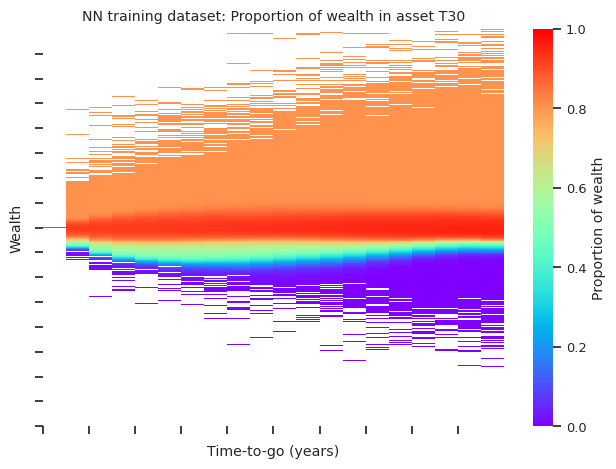 NN training dataset: Proportion of wealth in asset T30
1.0
0.8
0.6
0.4
0.2
0.0
Proportion of wealth
Wealth
Time-to-go (years)